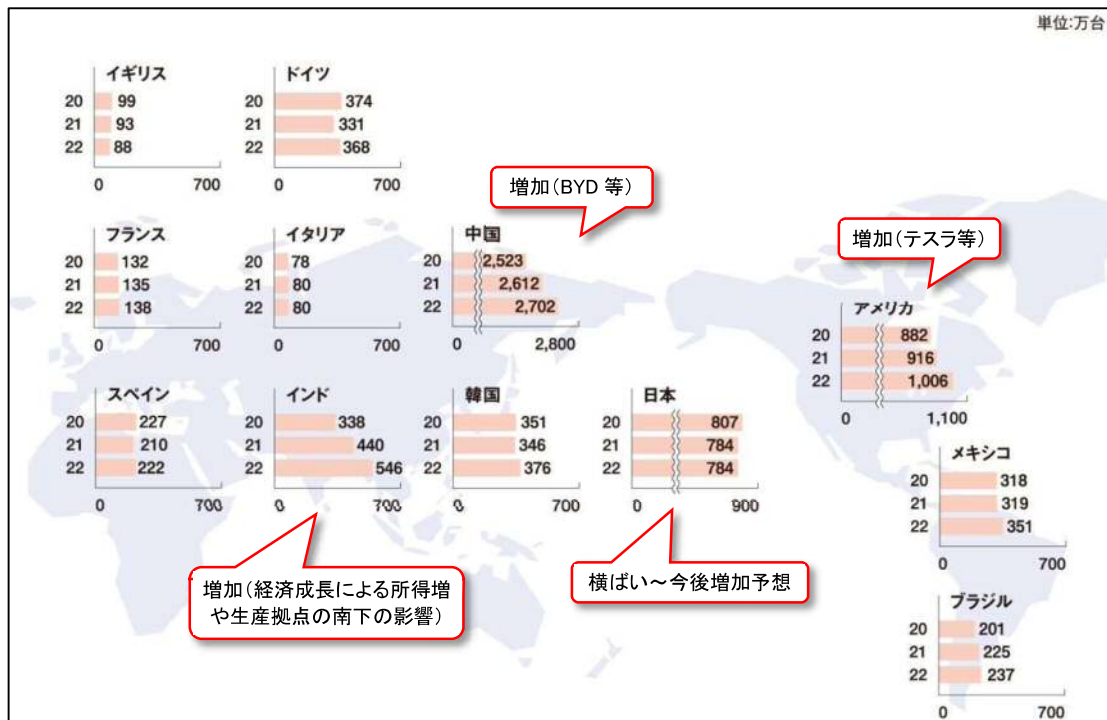 単位:万台
イギリス
20 99
21 93
22 88
0 700
ドイツ
20 374
21 331
22 368
0 700
増加(BYD 等)
増加(テスラ等)
フランス
20 132
21 135
22 138
0 700
イタリア
20 78
21 80
22 80
0 700
中国
20 2,523
21 2,612
22 2,702
0 2,800
アメリカ
20 882
21 916
22 1,006
0 1,100
スペイン
20 227
21 210
22 222
0 700
インド
20 338
21 440
22 546
0 700
韓国
20 351
21 346
22 376
0 700
日本
20 807
21 784
22 784
0 900
メキシコ
20 318
21 319
22 351
0 700
増加(経済成長による所得増
や生産拠点の南下の影響)
横ばい～今後増加予想
ブラジル
20 201
21 225
22 237
0 700